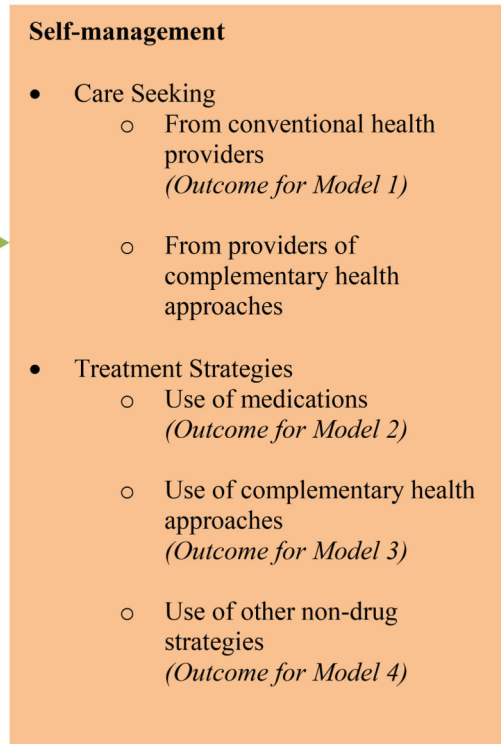 Self-management
• Care Seeking
o From conventional health
providers
(Outcome for Model 1)
o From providers of
complementary health
approaches
• Treatment Strategies
o Use of medications
(Outcome for Model 2)
o Use of complementary health
approaches
(Outcome for Model 3)
o Use of other non-drug
strategies
(Outcome for Model 4)